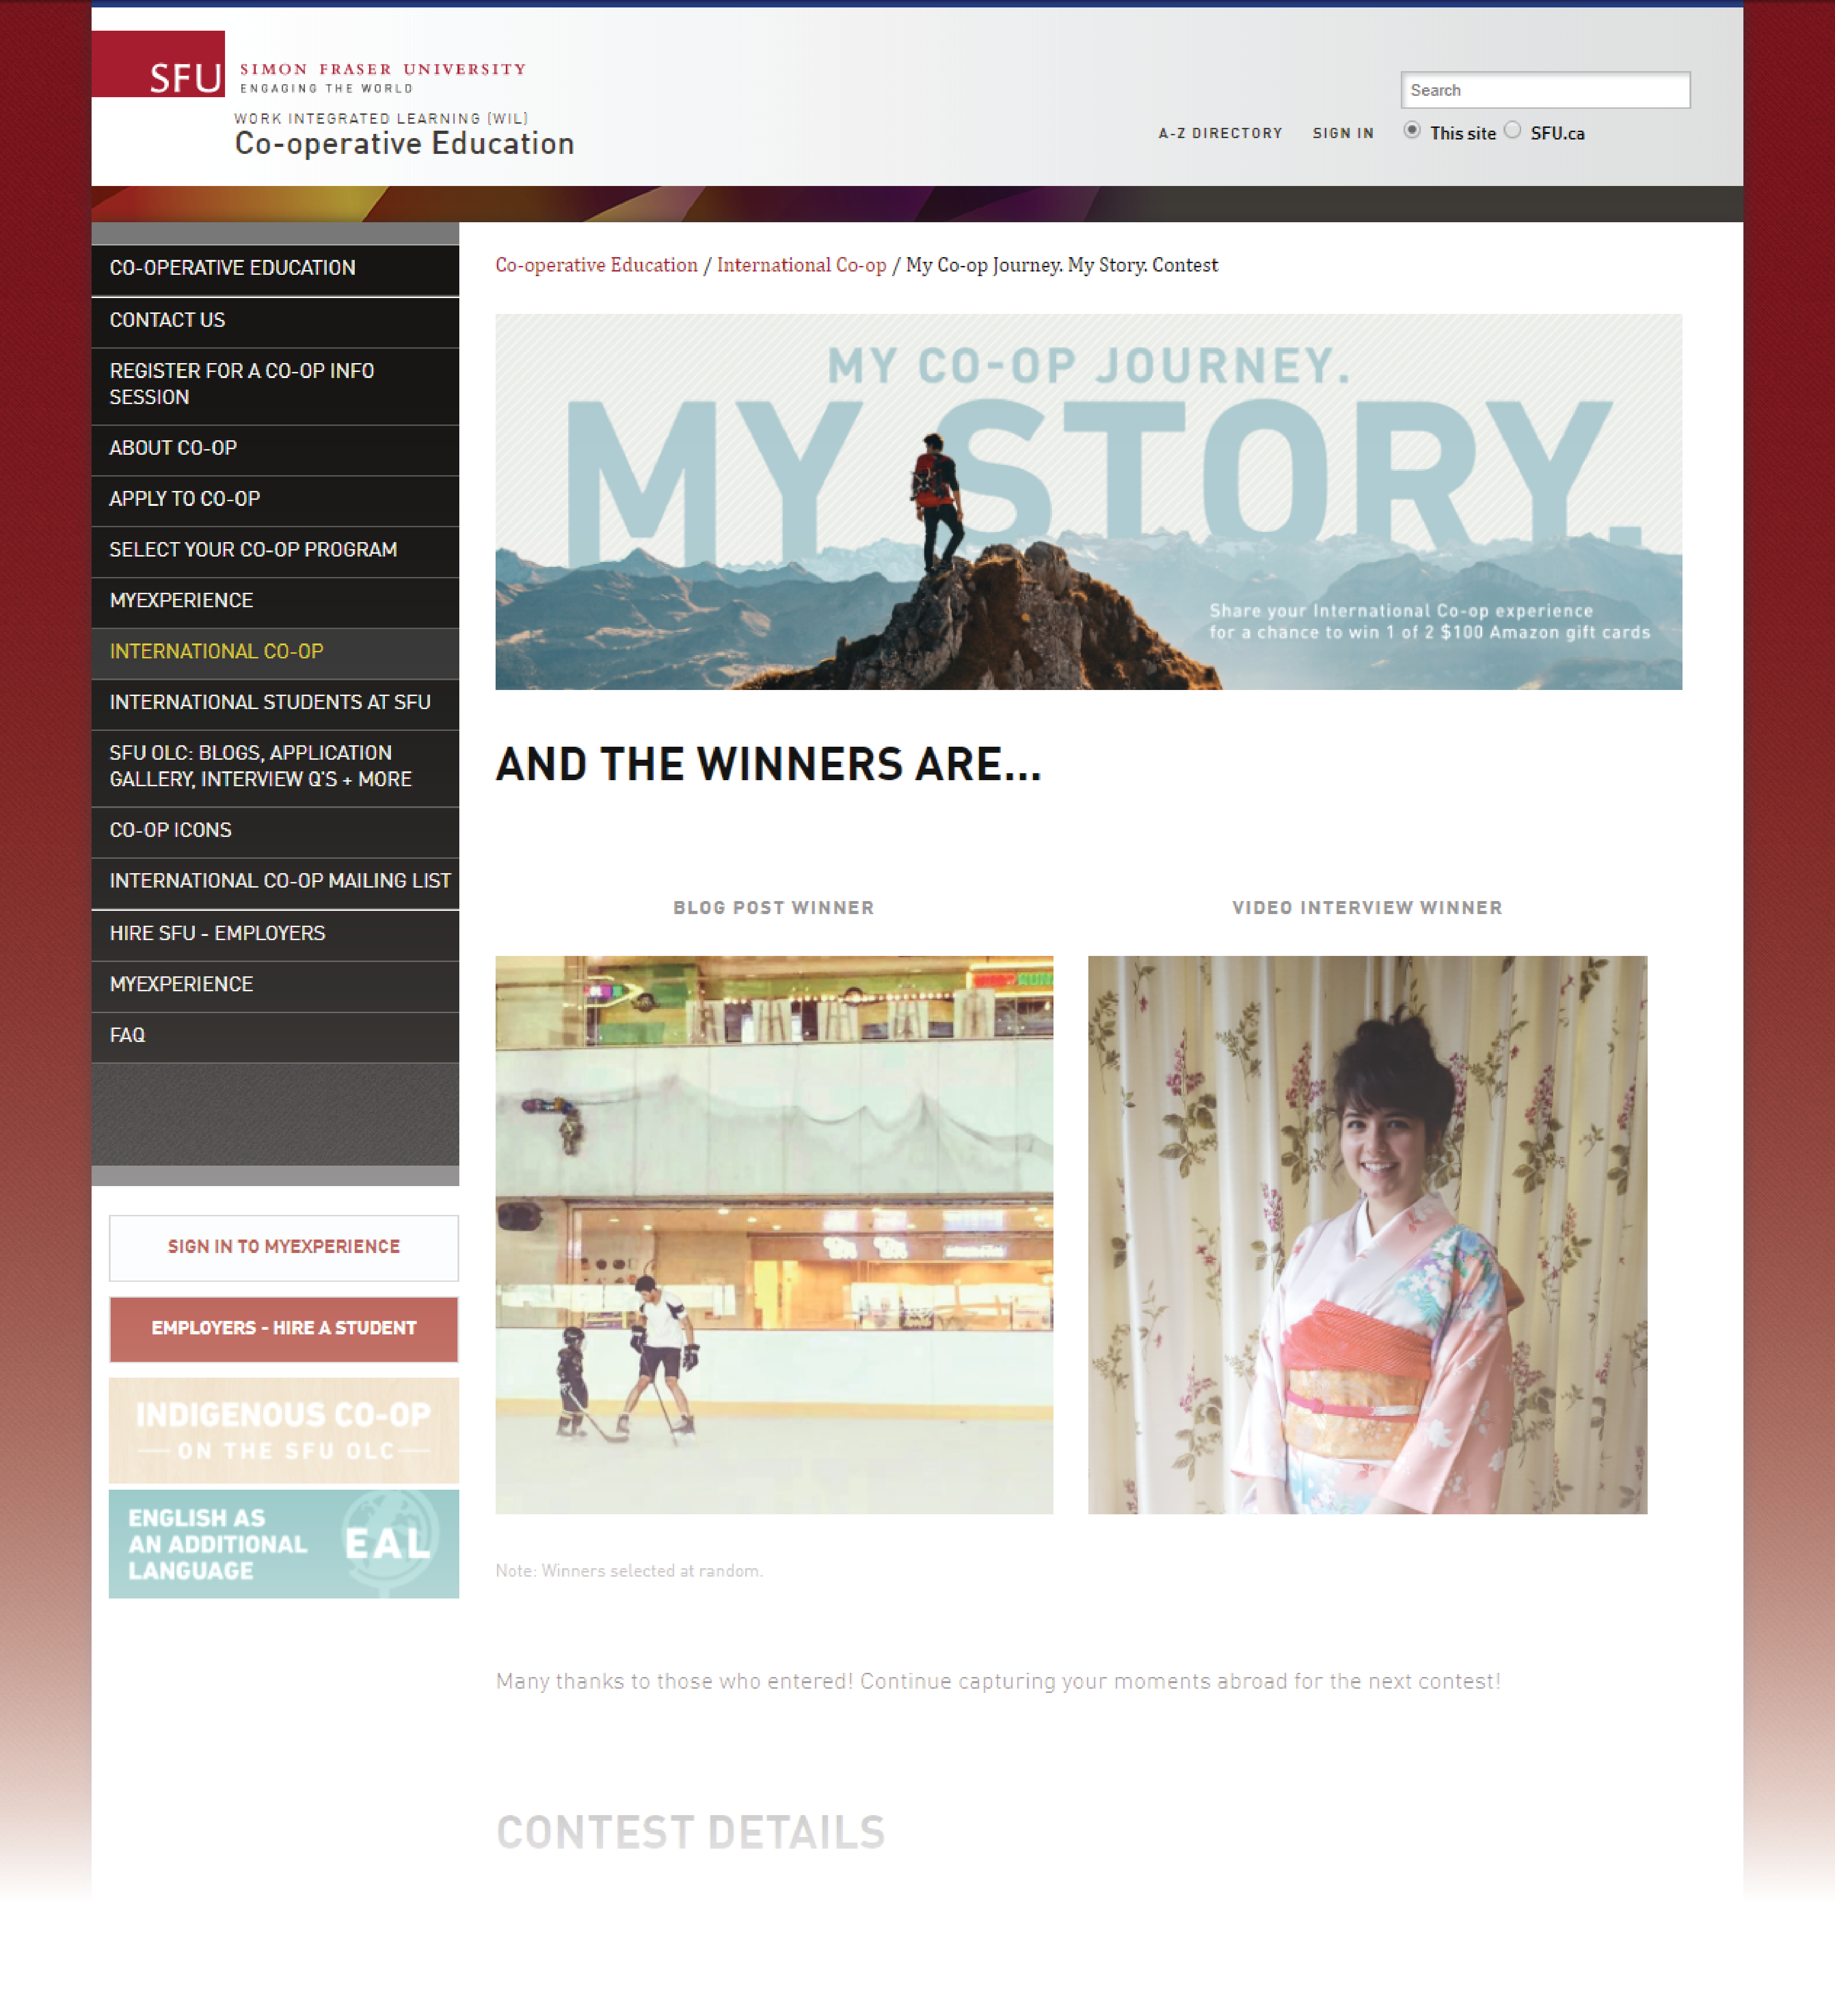 SFU
SIMON FRASER UNIVERSITY
ENGAGING THE WORLD
WORK INTEGRATED LEARNING (WIL)
Co-operative Education
A-Z DIRECTORY
SIGN IN
Search
This site
SFU.ca
CO-OPERATIVE EDUCATION
CONTACT US
REGISTER FOR A CO-OP INFO
SESSION
ABOUT CO-OP
APPLY TO CO-OP
SELECT YOUR CO-OP PROGRAM
MYEXPERIENCE
INTERNATIONAL CO-OP
INTERNATIONAL STUDENTS AT SFU
SFU OLC: BLOGS, APPLICATION
GALLERY, INTERVIEW Q'S + MORE
CO-OP ICONS
INTERNATIONAL CO-OP MAILING LIST
HIRE SFU - EMPLOYERS
MYEXPERIENCE
FAQ
SIGN IN TO MYEXPERIENCE
EMPLOYERS - HIRE A STUDENT
INDIGENOUS CO-OP
ON THE SFU OLC
ENGLISH AS
AN ADDITIONAL
LANGUAGE
EAL
Co-operative Education / International Co-op / My Co-op Journey. My Story. Contest
MY CO-OP JOURNEY.
MY STORY.
Share your International Co-op experience
for a chance to win 1 of 2 $100 Amazon gift cards
AND THE WINNERS ARE...
BLOG POST WINNER
VIDEO INTERVIEW WINNER
Note: Winners selected at random.
Many thanks to those who entered! Continue capturing your moments abroad for the next contest!
CONTEST DETAILS